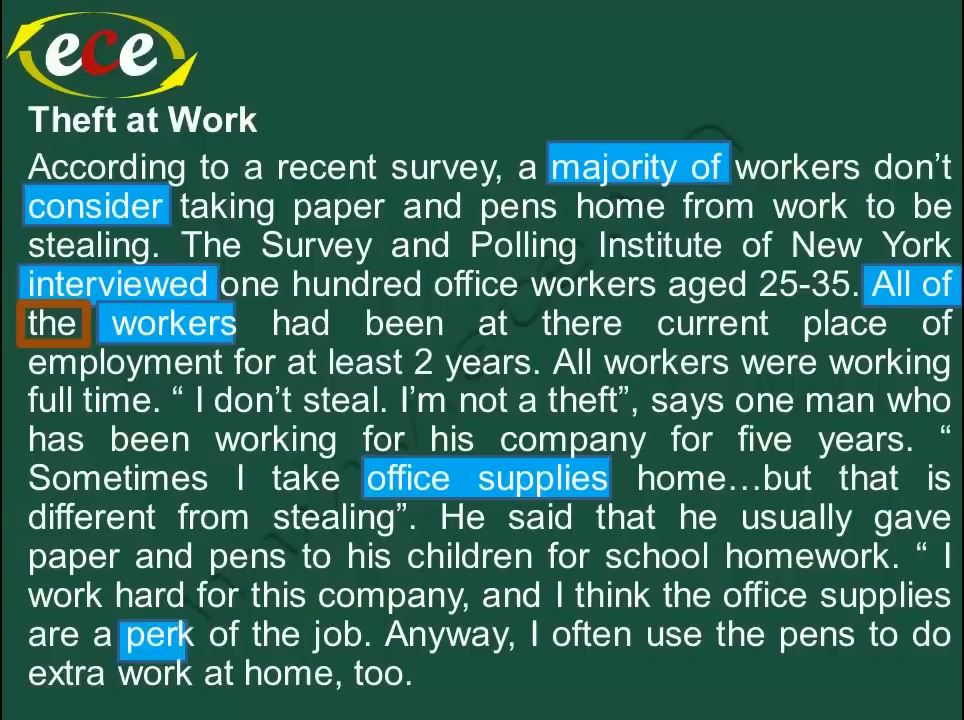 ece
Theft at Work
According to a recent survey, a majority of workers don’t
consider taking paper and pens home from work to be
stealing. The Survey and Polling Institute of New York
interviewed one hundred office workers aged 25-35. All of
the workers had been at there current place of
employment for at least 2 years. All workers were working
full time. “ I don’t steal. I’m not a theft”, says one man who
has been working for his company for five years. “
Sometimes I take office supplies home…but that is
different from stealing”. He said that he usually gave
paper and pens to his children for school homework. “ I
work hard for this company, and I think the office supplies
are a perk of the job. Anyway, I often use the pens to do
extra work at home, too.